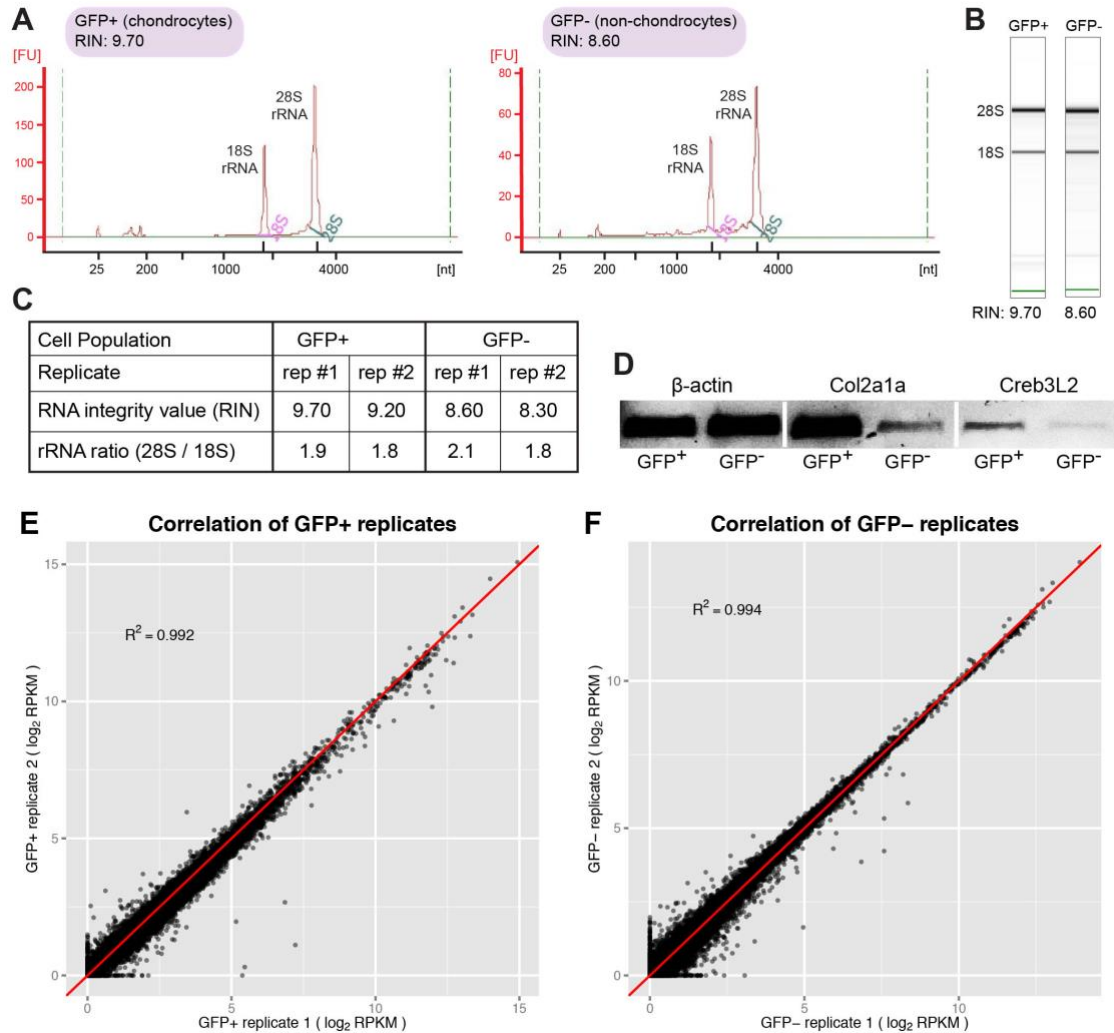 A
GFP+ (chondrocytes)
RIN: 9.70
[FU]
200
150
100
50
0
28S
rRNA
18S
rRNA
18S
28S
25 200 1000 4000 [nt]
GFP- (non-chondrocytes)
RIN: 8.60
[FU]
80
60
40
20
0
28S
rRNA
18S
rRNA
18S
28S
25 200 1000 4000 [nt]
B
GFP+ GFP-
28S
18S
RIN: 9.70 8.60
C
Cell Population GFP+ GFP-
Replicate rep #1 rep #2 rep #1 rep #2
RNA integrity value (RIN) 9.70 9.20 8.60 8.30
rRNA ratio (28S / 18S) 1.9 1.8 2.1 1.8
D
β-actin Col2a1a Creb3L2
GFP+ GFP- GFP+ GFP- GFP+ GFP-
E
Correlation of GFP+ replicates
R² = 0.992
15
10
5
0
GFP+ replicate 2 ( log₂ RPKM )
0 5 10 15
GFP+ replicate 1 ( log₂ RPKM )
F
Correlation of GFP− replicates
R² = 0.994
10
5
0
GFP− replicate 2 ( log₂ RPKM )
0 5 10
GFP− replicate 1 ( log₂ RPKM )